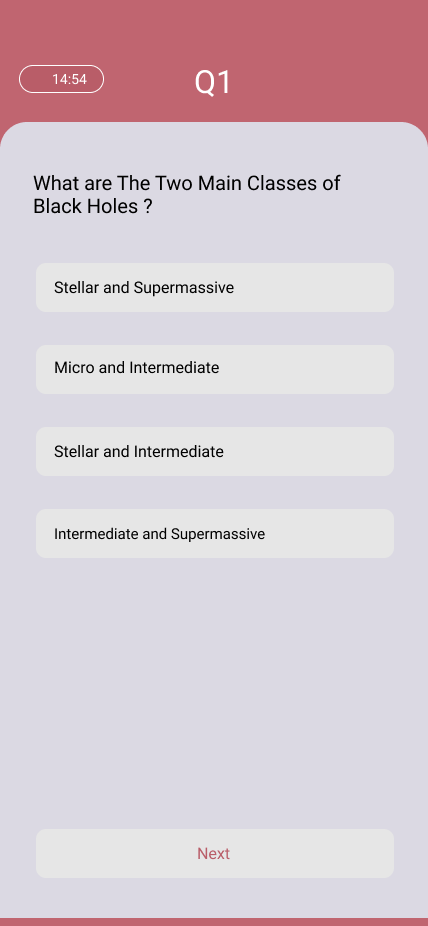 14:54
Q1
What are The Two Main Classes of
Black Holes ?
Stellar and Supermassive
Micro and Intermediate
Stellar and Intermediate
Intermediate and Supermassive
Next